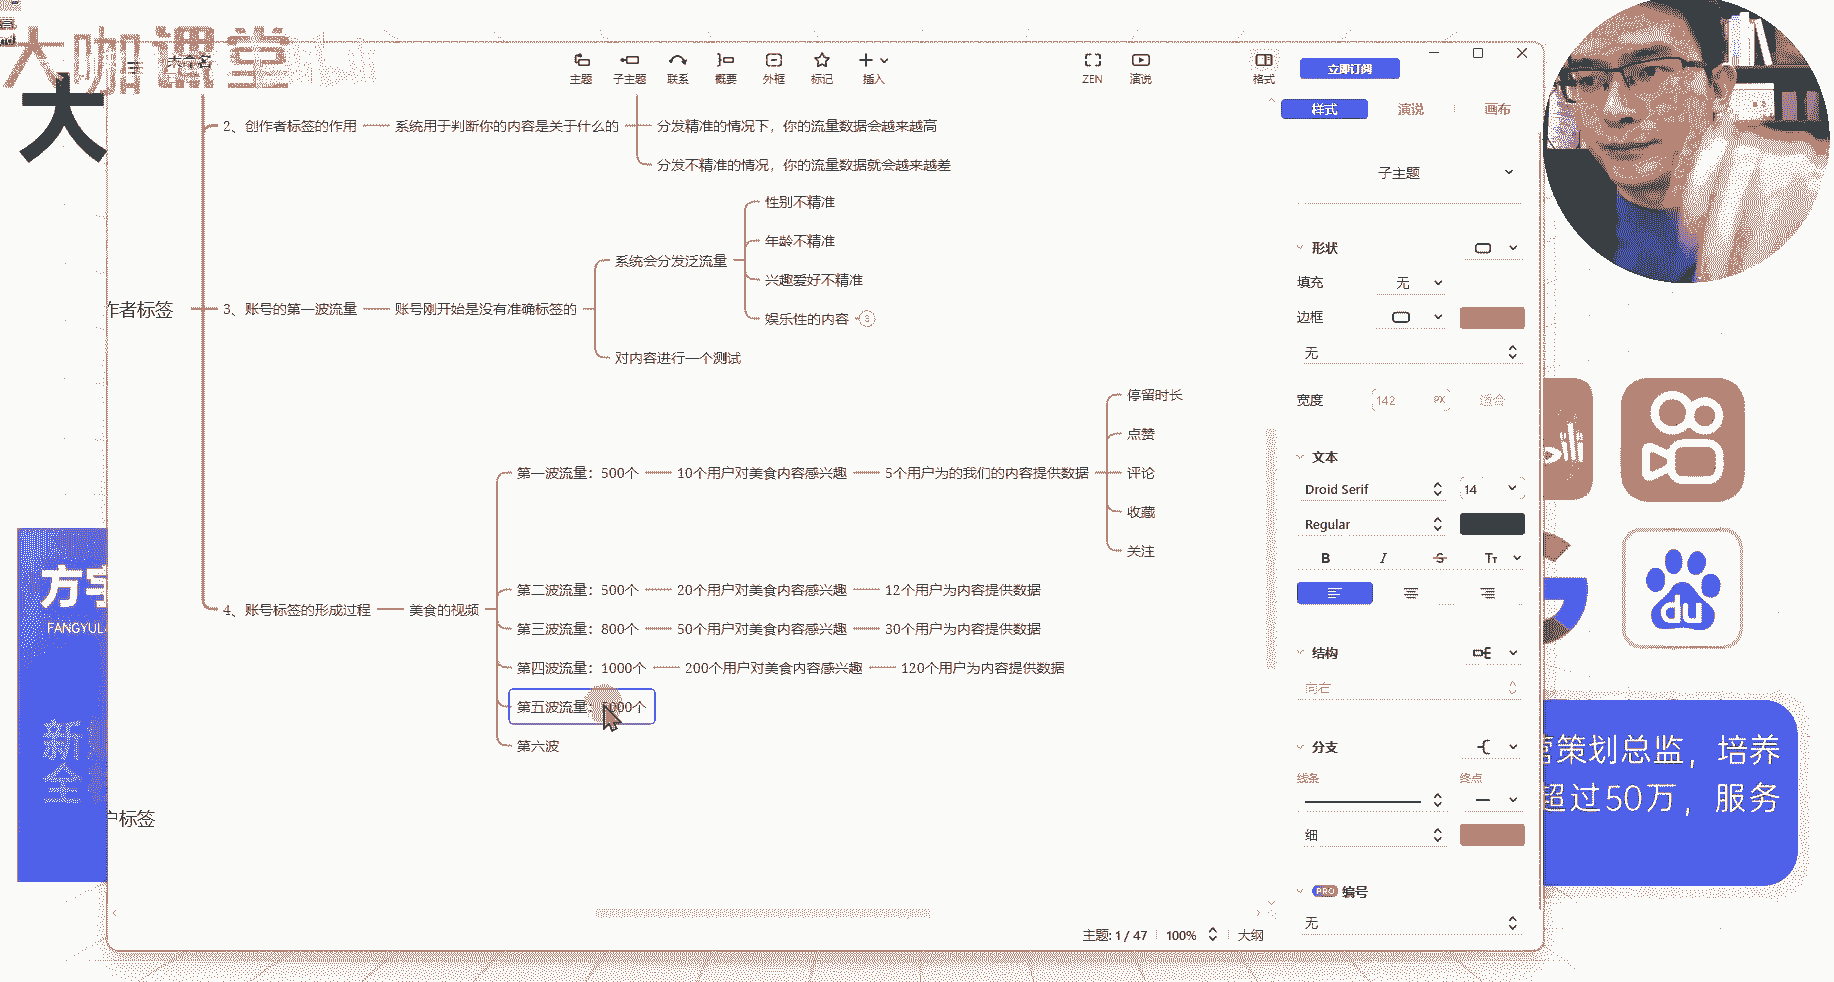 大咖课堂
大
未命名
主题
子主题
联系
概要
外框
标记
插入
ZEN
演说
格式
立即订阅
样式
演说
画布
2、创作者标签的作用
系统用于判断你的内容是关于什么的
分发精准的情况下，你的流量数据会越来越高
分发不精准的情况，你的流量数据就会越来越差
作者标签
3、账号的第一波流量
账号刚开始是没有准确标签的
系统会分发泛流量
性别不精准
年龄不精准
兴趣爱好不精准
娱乐性的内容
3
对内容进行一个测试
4、账号标签的形成过程
美食的视频
第一波流量：500个
10个用户对美食内容感兴趣
5个用户为的我们的内容提供数据
停留时长
点赞
评论
收藏
关注
第二波流量：500个
20个用户对美食内容感兴趣
12个用户为内容提供数据
第三波流量：800个
50个用户对美食内容感兴趣
30个用户为内容提供数据
第四波流量：1000个
200个用户对美食内容感兴趣
120个用户为内容提供数据
第五波流量：
000个
第六波
户标签
子主题
形状
填充
无
边框
无
宽度
142
PX
适合
文本
Droid Serif
14
Regular
B
I
S
Tт
结构
向右
分支
线条
终点
细
PRO
编号
无
主题: 1 / 47
100%
大纲
方宇
FANGYUL
新
全
ili
du
营策划总监，培养
超过50万，服务